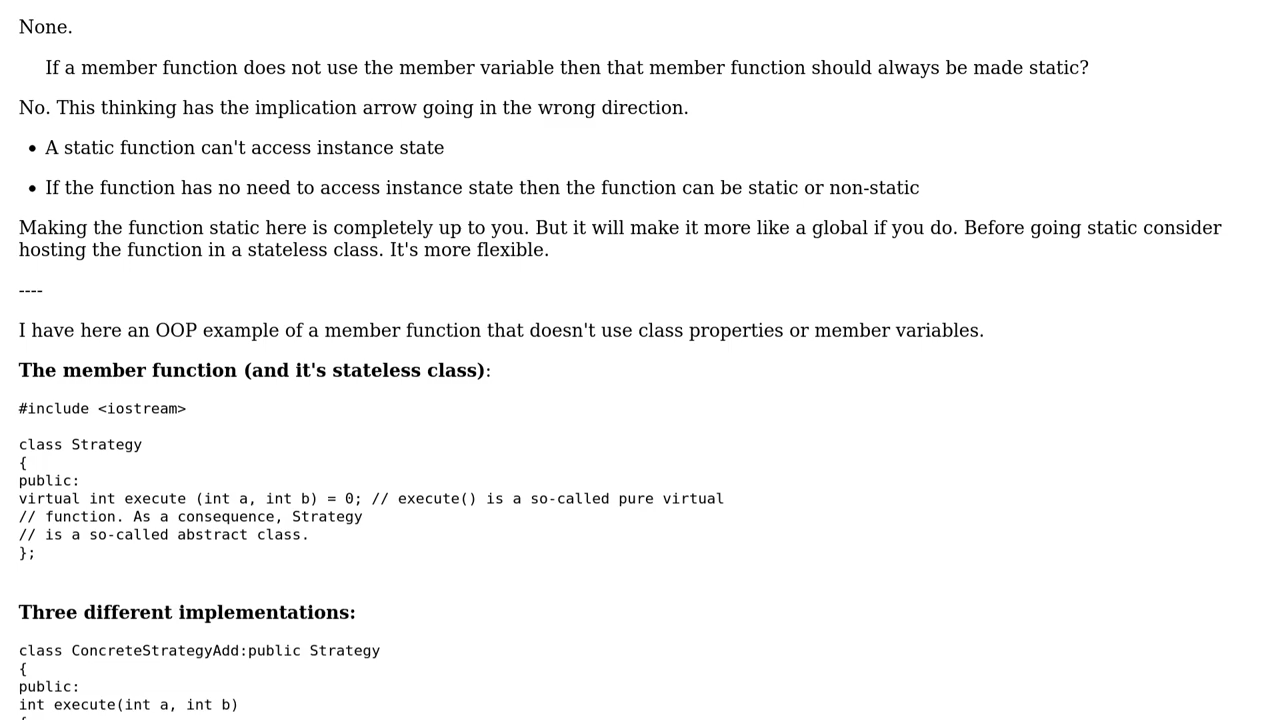 None.
If a member function does not use the member variable then that member function should always be made static?
No. This thinking has the implication arrow going in the wrong direction.
• A static function can't access instance state
• If the function has no need to access instance state then the function can be static or non-static
Making the function static here is completely up to you. But it will make it more like a global if you do. Before going static consider
hosting the function in a stateless class. It's more flexible.
----
I have here an OOP example of a member function that doesn't use class properties or member variables.
The member function (and it's stateless class):
#include <iostream>
class Strategy
{
public:
virtual int execute (int a, int b) = 0; // execute() is a so-called pure virtual
// function. As a consequence, Strategy
// is a so-called abstract class.
};
Three different implementations:
class ConcreteStrategyAdd:public Strategy
{
public:
int execute(int a, int b)